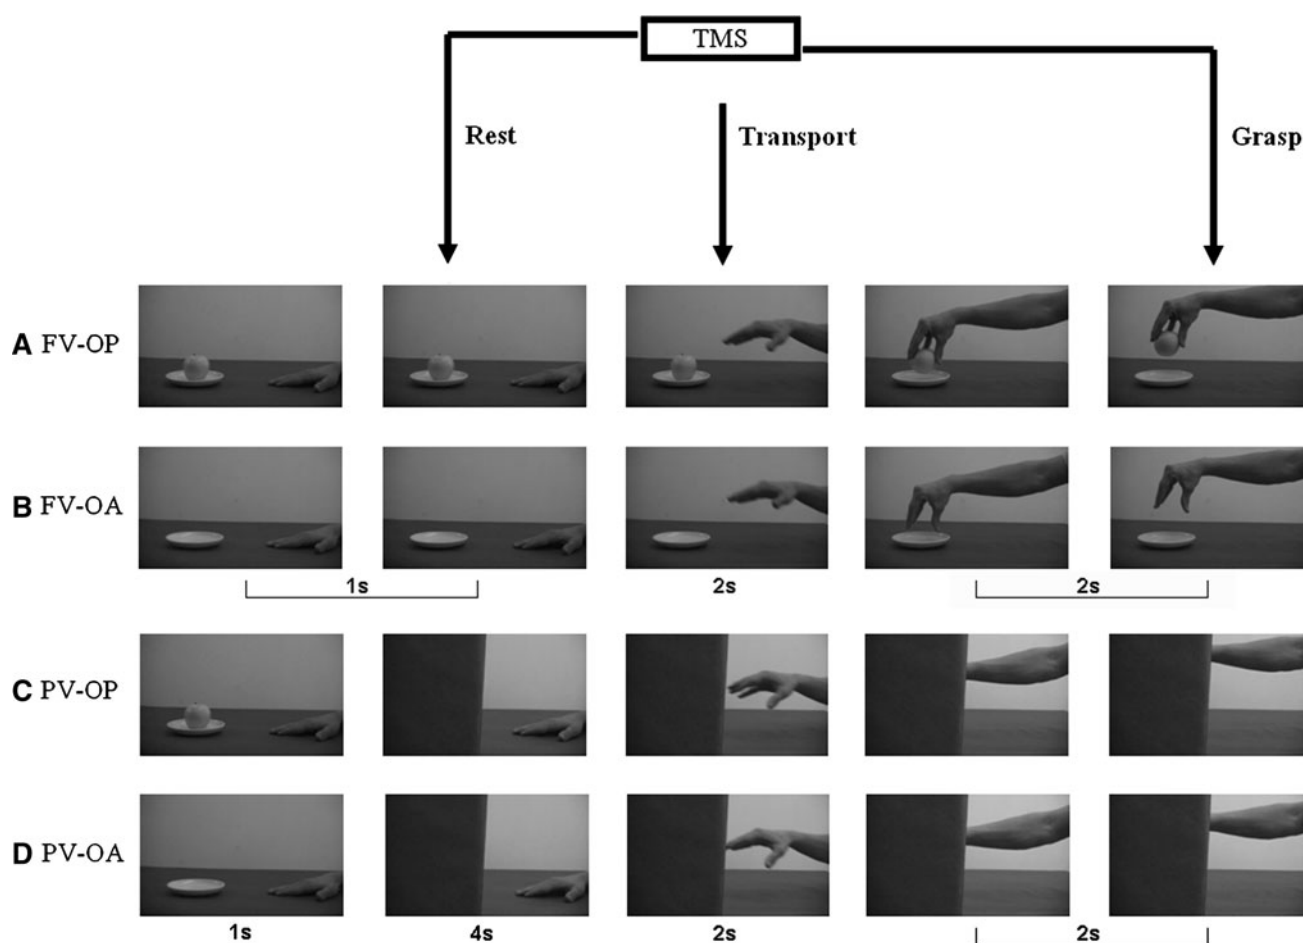 TMS
Rest
Transport
Grasp
A FV-OP
B FV-OA
1s
2s
2s
C PV-OP
D PV-OA
1s
4s
2s
2s